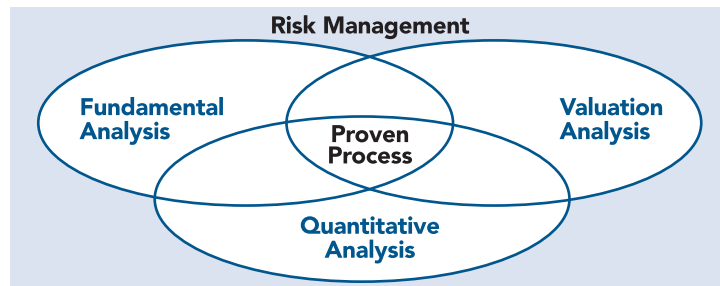 Risk Management
Fundamental
Analysis
Valuation
Analysis
Proven
Process
Quantitative
Analysis